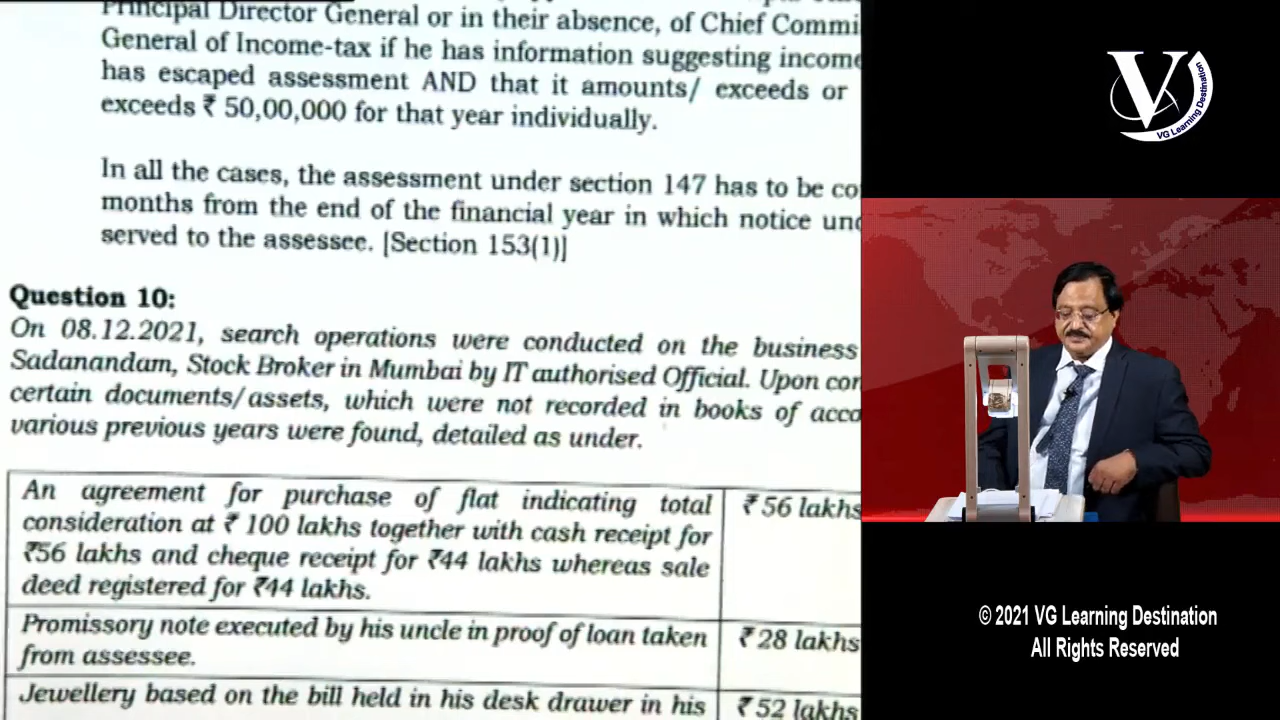 Principal Director General or in their absence, of Chief Commi
General of Income-tax if he has information suggesting income
has escaped assessment AND that it amounts/ exceeds or
exceeds ₹ 50,00,000 for that year individually.
In all the cases, the assessment under section 147 has to be co
months from the end of the financial year in which notice und
served to the assessee. [Section 153(1)]
Question 10:
On 08.12.2021, search operations were conducted on the business
Sadanandam, Stock Broker in Mumbai by IT authorised Official. Upon con
certain documents/assets, which were not recorded in books of acco
various previous years were found, detailed as under.
An agreement for purchase of flat indicating total
consideration at ₹ 100 lakhs together with cash receipt for
₹56 lakhs and cheque receipt for ₹44 lakhs whereas sale
deed registered for ₹44 lakhs.
₹ 56 lakhs
Promissory note executed by his uncle in proof of loan taken
from assessee.
₹ 28 lakhs
Jewellery based on the bill held in his desk drawer in his
₹ 52 lakhs
V
VG Learning Destination
© 2021 VG Learning Destination
All Rights Reserved